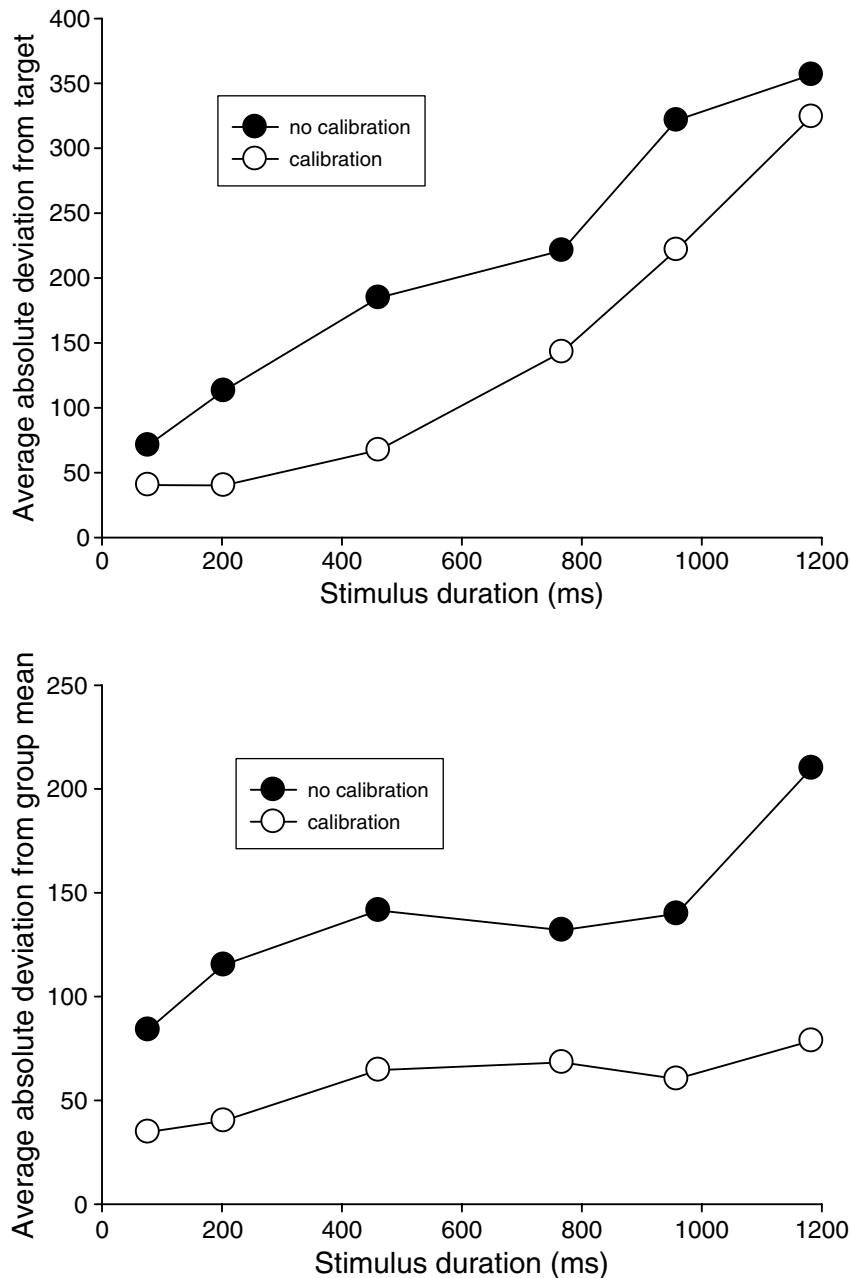 400
350
300
250
200
150
100
50
0
Average absolute deviation from target
no calibration
calibration
0 200 400 600 800 1000 1200
Stimulus duration (ms)
250
200
150
100
50
0
Average absolute deviation from group mean
no calibration
calibration
0 200 400 600 800 1000 1200
Stimulus duration (ms)